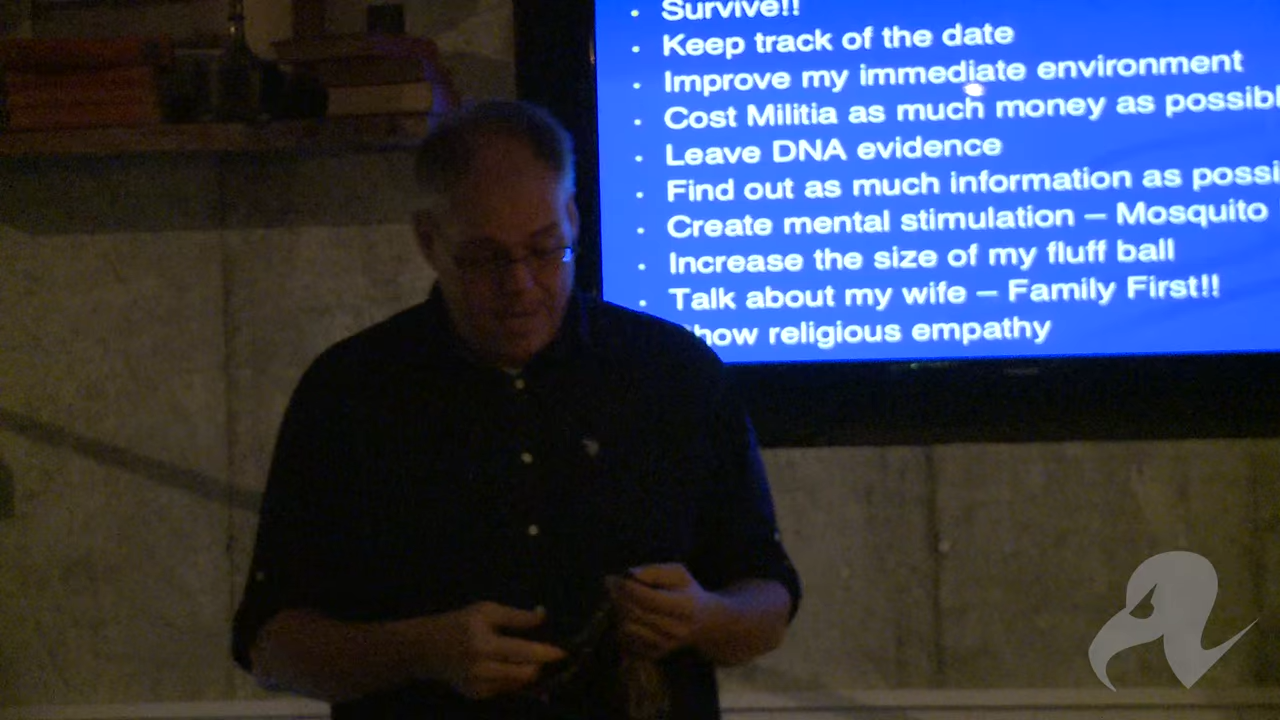 Survive!!
Keep track of the date
Improve my immediate environment
Cost Militia as much money as possibl
Leave DNA evidence
Find out as much information as possi
Create mental stimulation – Mosquito
Increase the size of my fluff ball
Talk about my wife – Family First!!
how religious empathy